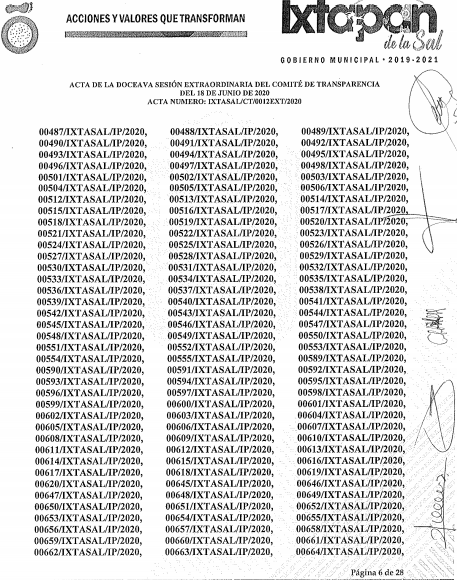 ACCIONES Y VALORES QUE TRANSFORMAN
Ixtapan
de la Sal
GOBIERNO MUNICIPAL • 2019-2021
ACTA DE LA DOCEAVA SESIÓN EXTRAORDINARIA DEL COMITÉ DE TRANSPARENCIA
DEL 18 DE JUNIO DE 2020
ACTA NUMERO: IXTASAL/CT/0012EXT/2020
00487/IXTASAL/IP/2020, 00488/IXTASAL/IP/2020, 00489/IXTASAL/IP/2020,
00490/IXTASAL/IP/2020, 00491/IXTASAL/IP/2020, 00492/IXTASAL/IP/2020,
00493/IXTASAL/IP/2020, 00494/IXTASAL/IP/2020, 00495/IXTASAL/IP/2020,
00496/IXTASAL/IP/2020, 00497/IXTASAL/IP/2020, 00498/IXTASAL/IP/2020,
00501/IXTASAL/IP/2020, 00502/IXTASAL/IP/2020, 00503/IXTASAL/IP/2020,
00504/IXTASAL/IP/2020, 00505/IXTASAL/IP/2020, 00506/IXTASAL/IP/2020,
00512/IXTASAL/IP/2020, 00513/IXTASAL/IP/2020, 00514/IXTASAL/IP/2020,
00515/IXTASAL/IP/2020, 00516/IXTASAL/IP/2020, 00517/IXTASAL/IP/2020,
00518/IXTASAL/IP/2020, 00519/IXTASAL/IP/2020, 00520/IXTASAL/IP/2020,
00521/IXTASAL/IP/2020, 00522/IXTASAL/IP/2020, 00523/IXTASAL/IP/2020,
00524/IXTASAL/IP/2020, 00525/IXTASAL/IP/2020, 00526/IXTASAL/IP/2020,
00527/IXTASAL/IP/2020, 00528/IXTASAL/IP/2020, 00529/IXTASAL/IP/2020,
00530/IXTASAL/IP/2020, 00531/IXTASAL/IP/2020, 00532/IXTASAL/IP/2020,
00533/IXTASAL/IP/2020, 00534/IXTASAL/IP/2020, 00535/IXTASAL/IP/2020,
00536/IXTASAL/IP/2020, 00537/IXTASAL/IP/2020, 00538/IXTASAL/IP/2020,
00539/IXTASAL/IP/2020, 00540/IXTASAL/IP/2020, 00541/IXTASAL/IP/2020,
00542/IXTASAL/IP/2020, 00543/IXTASAL/IP/2020, 00544/IXTASAL/IP/2020,
00545/IXTASAL/IP/2020, 00546/IXTASAL/IP/2020, 00547/IXTASAL/IP/2020,
00548/IXTASAL/IP/2020, 00549/IXTASAL/IP/2020, 00550/IXTASAL/IP/2020,
00551/IXTASAL/IP/2020, 00552/IXTASAL/IP/2020, 00553/IXTASAL/IP/2020,
00554/IXTASAL/IP/2020, 00555/IXTASAL/IP/2020, 00589/IXTASAL/IP/2020,
00590/IXTASAL/IP/2020, 00591/IXTASAL/IP/2020, 00592/IXTASAL/IP/2020,
00593/IXTASAL/IP/2020, 00594/IXTASAL/IP/2020, 00595/IXTASAL/IP/2020,
00596/IXTASAL/IP/2020, 00597/IXTASAL/IP/2020, 00598/IXTASAL/IP/2020,
00599/IXTASAL/IP/2020, 00600/IXTASAL/IP/2020, 00601/IXTASAL/IP/2020,
00602/IXTASAL/IP/2020, 00603/IXTASAL/IP/2020, 00604/IXTASAL/IP/2020,
00605/IXTASAL/IP/2020, 00606/IXTASAL/IP/2020, 00607/IXTASAL/IP/2020,
00608/IXTASAL/IP/2020, 00609/IXTASAL/IP/2020, 00610/IXTASAL/IP/2020,
00611/IXTASAL/IP/2020, 00612/IXTASAL/IP/2020, 00613/IXTASAL/IP/2020,
00614/IXTASAL/IP/2020, 00615/IXTASAL/IP/2020, 00616/IXTASAL/IP/2020,
00617/IXTASAL/IP/2020, 00618/IXTASAL/IP/2020, 00619/IXTASAL/IP/2020,
00620/IXTASAL/IP/2020, 00645/IXTASAL/IP/2020, 00646/IXTASAL/IP/2020,
00647/IXTASAL/IP/2020, 00648/IXTASAL/IP/2020, 00649/IXTASAL/IP/2020,
00650/IXTASAL/IP/2020, 00651/IXTASAL/IP/2020, 00652/IXTASAL/IP/2020,
00653/IXTASAL/IP/2020, 00654/IXTASAL/IP/2020, 00655/IXTASAL/IP/2020,
00656/IXTASAL/IP/2020, 00657/IXTASAL/IP/2020, 00658/IXTASAL/IP/2020,
00659/IXTASAL/IP/2020, 00660/IXTASAL/IP/2020, 00661/IXTASAL/IP/2020,
00662/IXTASAL/IP/2020, 00663/IXTASAL/IP/2020, 00664/IXTASAL/IP/2020,
Página 6 de 28